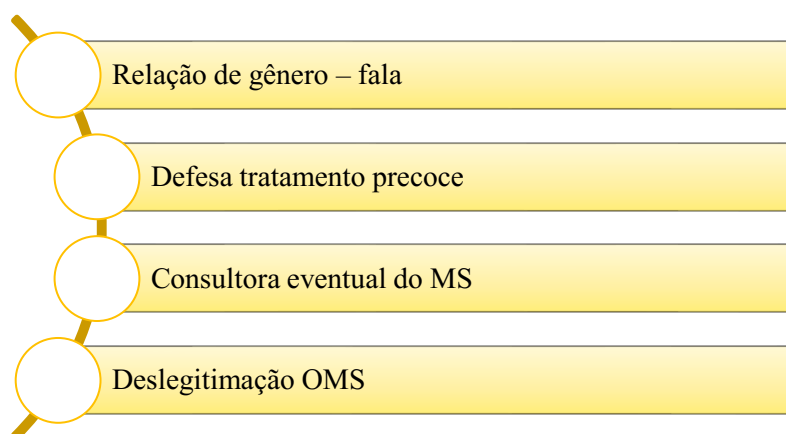 Relação de gênero – fala
Defesa tratamento precoce
Consultora eventual do MS
Deslegitimação OMS